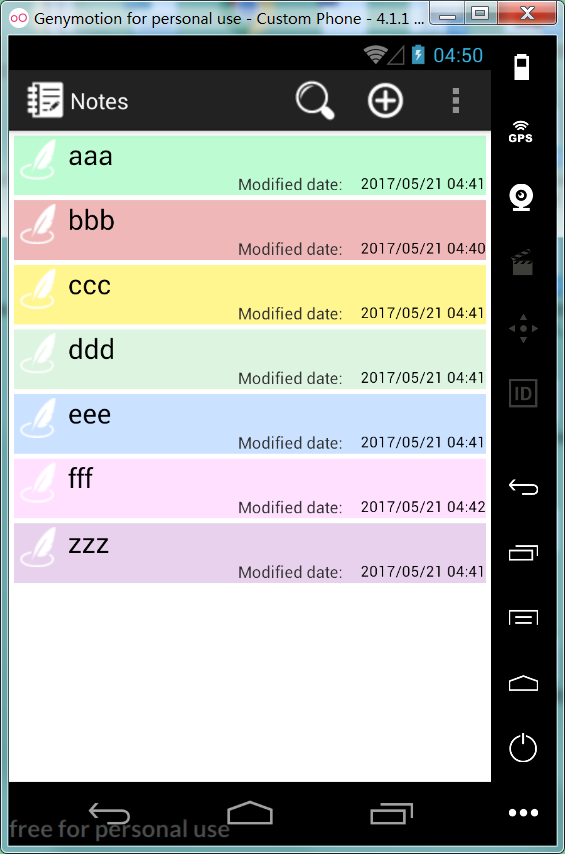 Genymotion for personal use - Custom Phone - 4.1.1 ...
04:50
Notes
GPS
aaa
Modified date: 2017/05/21 04:41
bbb
Modified date: 2017/05/21 04:40
ccc
Modified date: 2017/05/21 04:41
ddd
Modified date: 2017/05/21 04:41
ID
eee
Modified date: 2017/05/21 04:41
fff
Modified date: 2017/05/21 04:42
zzz
Modified date: 2017/05/21 04:41
free for personal use